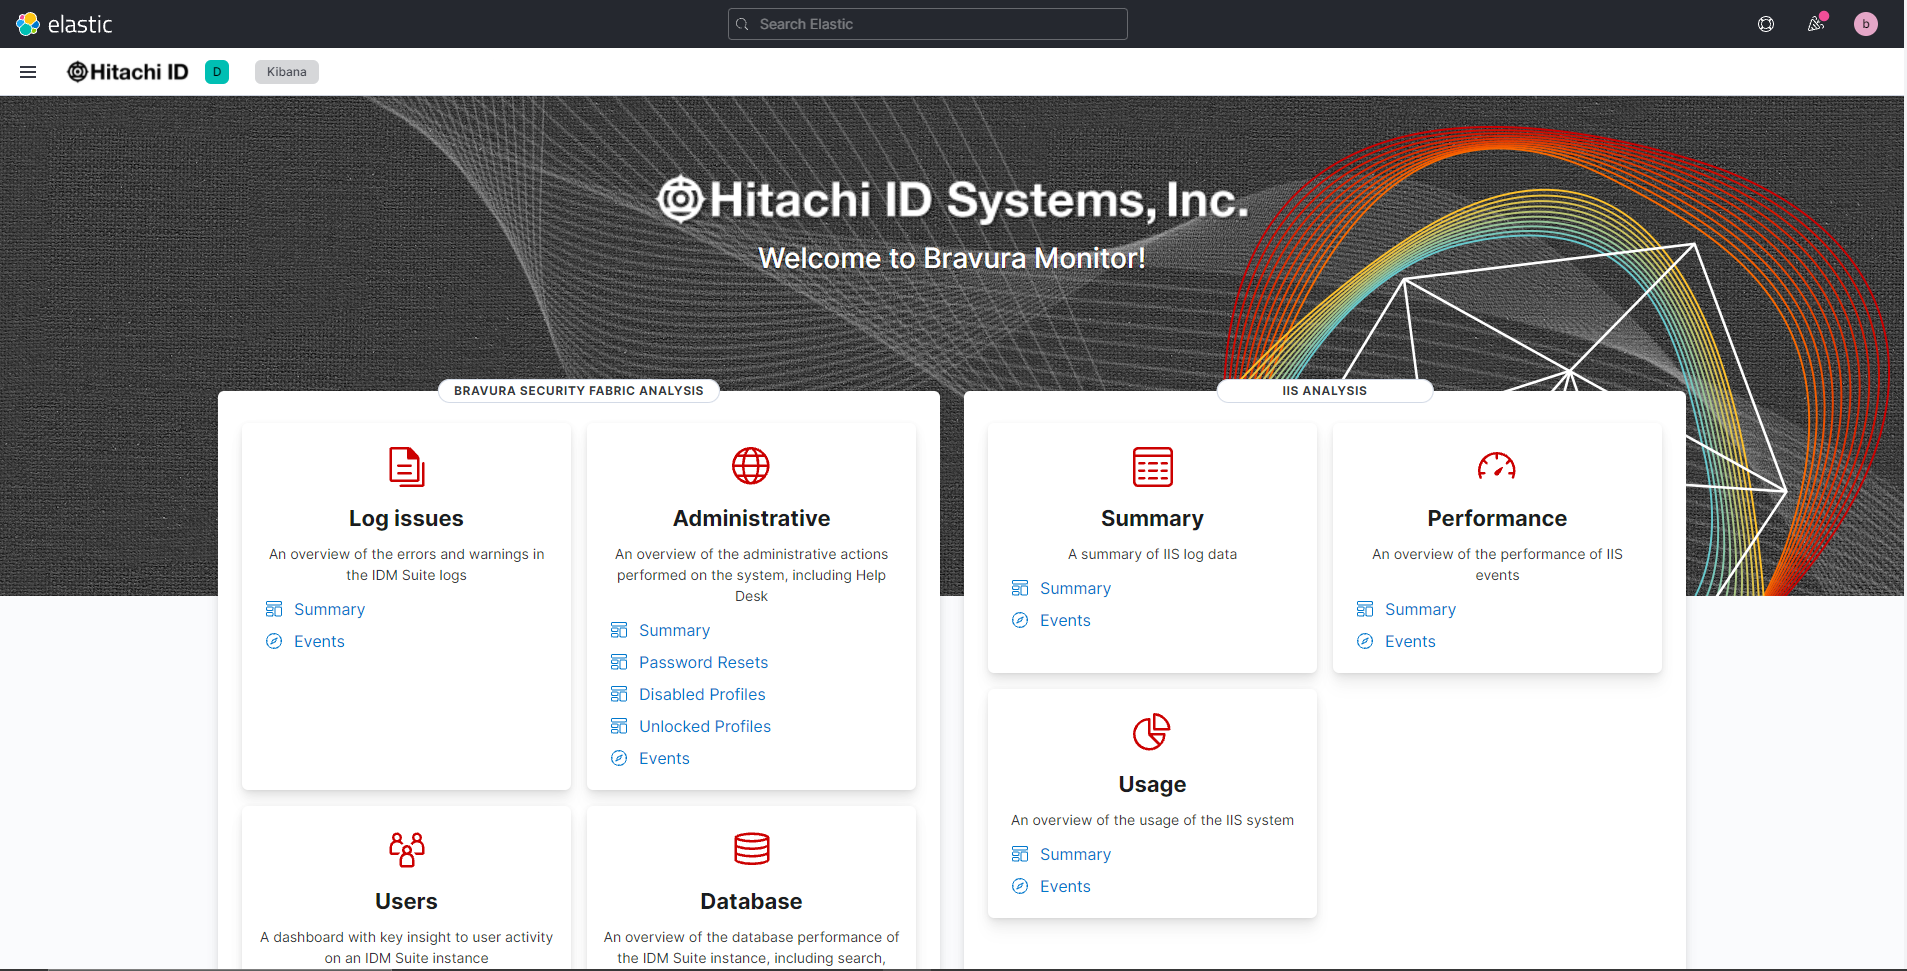 elastic
Search Elastic
b
Hitachi ID
D
Kibana
Hitachi ID Systems, Inc.
Welcome to Bravura Monitor!
BRAVURA SECURITY FABRIC ANALYSIS
Log issues
An overview of the errors and warnings in
the IDM Suite logs
Summary
Events
Administrative
An overview of the administrative actions
performed on the system, including Help
Desk
Summary
Password Resets
Disabled Profiles
Unlocked Profiles
Events
Users
A dashboard with key insight to user activity
on an IDM Suite instance
Database
An overview of the database performance of
the IDM Suite instance, including search,
IIS ANALYSIS
Summary
A summary of IIS log data
Summary
Events
Performance
An overview of the performance of IIS
events
Summary
Events
Usage
An overview of the usage of the IIS system
Summary
Events